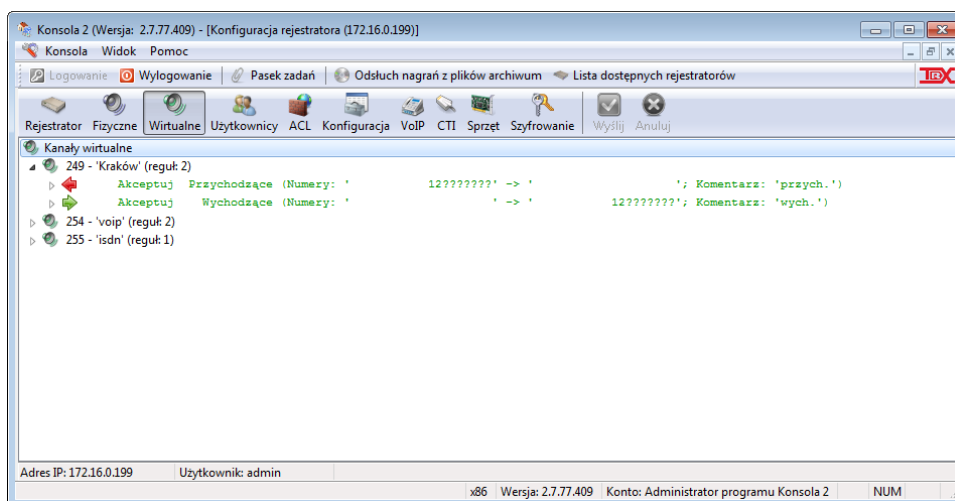 Konsola 2 (Wersja: 2.7.77.409) - [Konfiguracja rejestratora (172.16.0.199)]
Konsola Widok Pomoc
Logowanie Wylogowanie Pasek zadań Odsłuch nagrań z plików archiwum Lista dostępnych rejestratorów TRX
Rejestrator Fizyczne Wirtualne Użytkownicy ACL Konfiguracja VoIP CTI Sprzęt Szyfrowanie Wyślij Anuluj
Kanały wirtualne
249 - 'Kraków' (reguł: 2)
Akceptuj Przychodzące (Numery: ' 12???????' -> ' '; Komentarz: 'przych.')
Akceptuj Wychodzące (Numery: ' ' -> ' 12???????'; Komentarz: 'wych.')
254 - 'voip' (reguł: 2)
255 - 'isdn' (reguł: 1)
Adres IP: 172.16.0.199 Użytkownik: admin
x86 Wersja: 2.7.77.409 Konto: Administrator programu Konsola 2 NUM